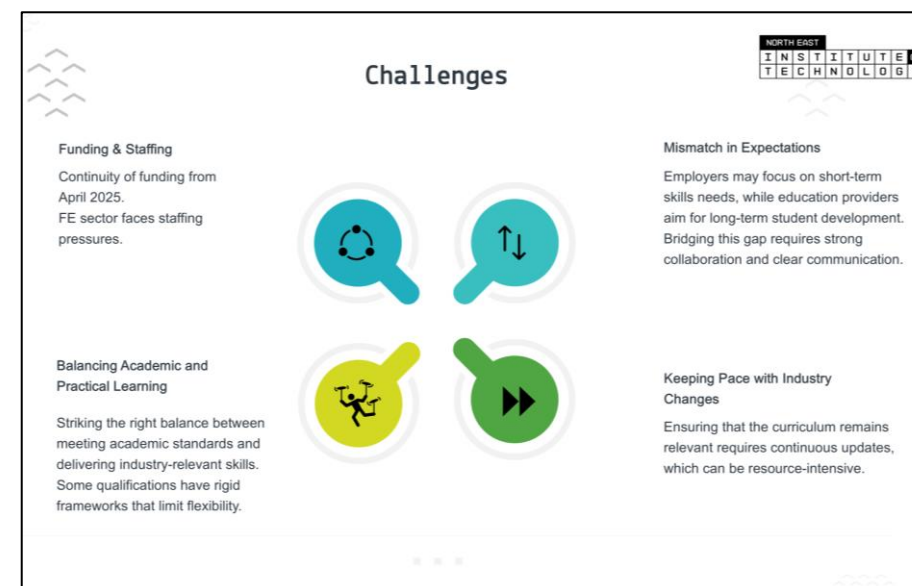 Challenges
NORTH EAST
INSTITUTE
TECHNOLOG
Funding & Staffing
Continuity of funding from
April 2025.
FE sector faces staffing
pressures.
Mismatch in Expectations
Employers may focus on short-term
skills needs, while education providers
aim for long-term student development.
Bridging this gap requires strong
collaboration and clear communication.
Balancing Academic and
Practical Learning
Striking the right balance between
meeting academic standards and
delivering industry-relevant skills.
Some qualifications have rigid
frameworks that limit flexibility.
Keeping Pace with Industry
Changes
Ensuring that the curriculum remains
relevant requires continuous updates,
which can be resource-intensive.